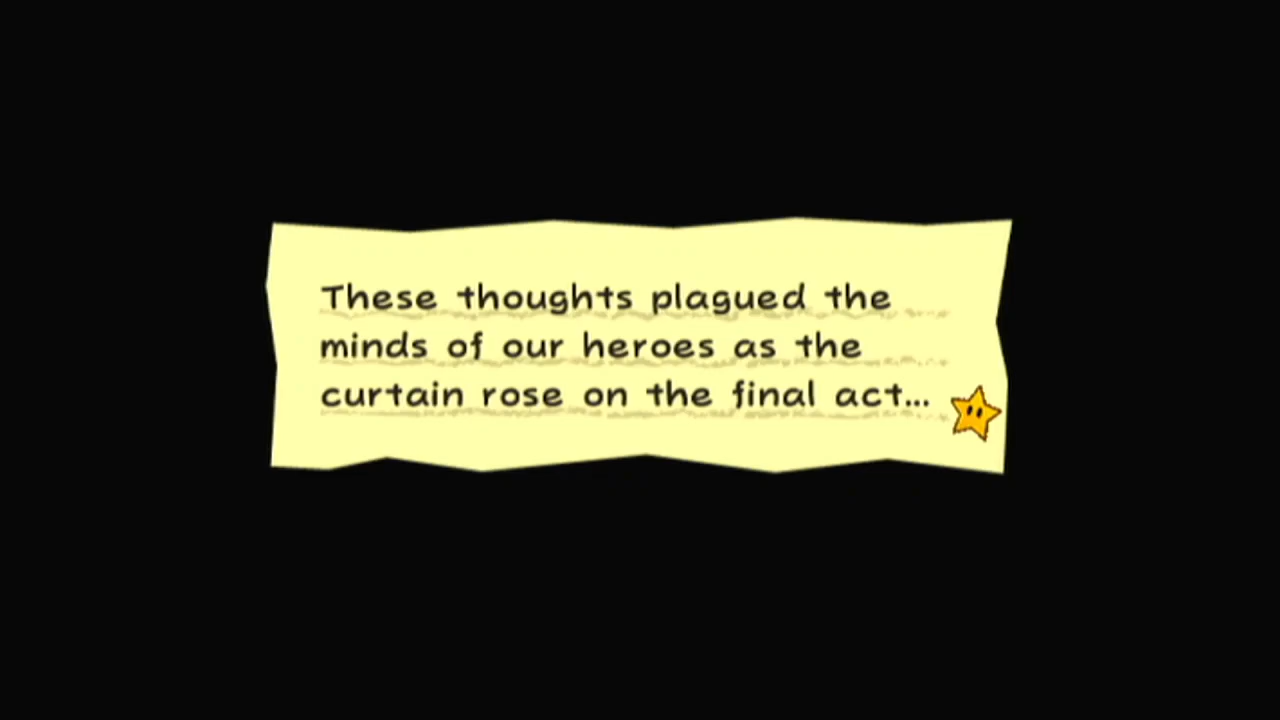 These thoughts plagued the
minds of our heroes as the
curtain rose on the final act...